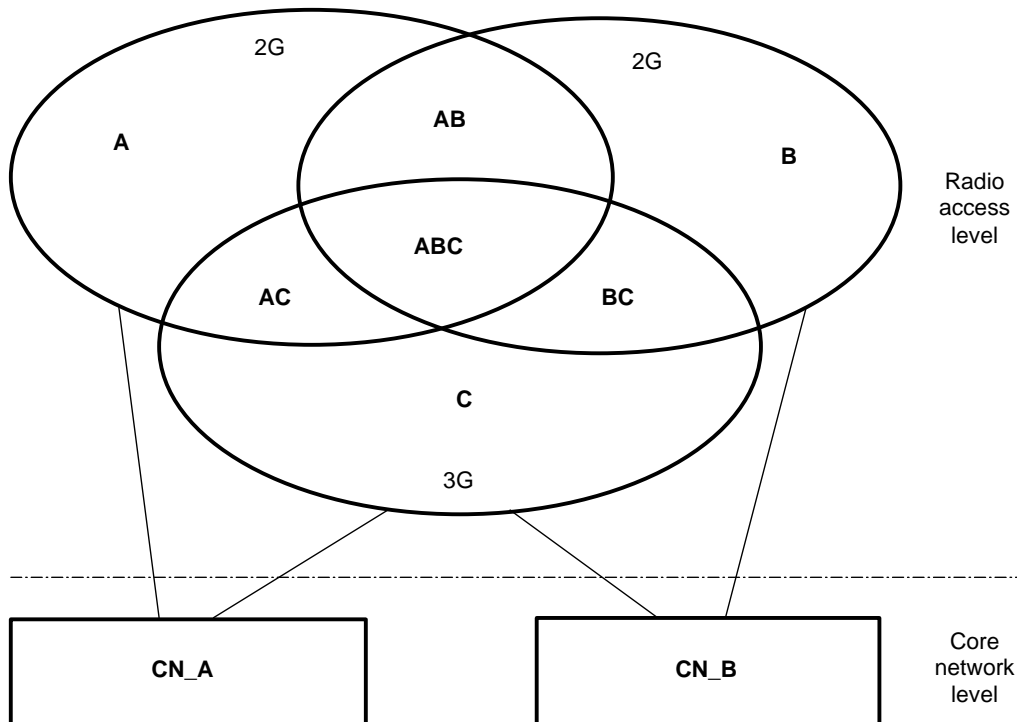 2G
2G
AB
A
B
Radio
access
level
ABC
AC
BC
C
3G
CN_A
CN_B
Core
network
level